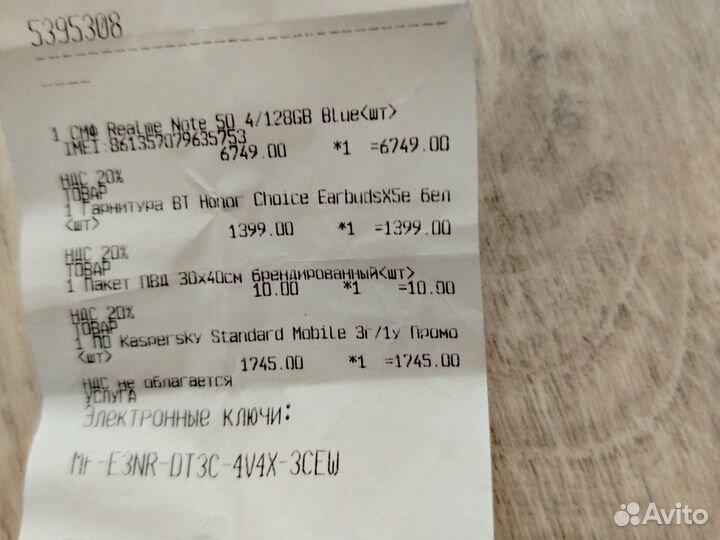 5395308
1 СМФ Realme Note 50 4/128GB Blue<шт>
IMEI:861357079635753
6749.00 *1 =6749.00
НДС 20%
ТОВАР
1 Гарнитура BT Honor Choice EarbudsX5e бел
<шт>
1399.00 *1 =1399.00
НДС 20%
ТОВАР
1 Пакет ПВД 30x40см брендированный<шт>
10.00 *1 =10.00
НДС 20%
ТОВАР
1 ПО Kaspersky Standard Mobile 3г/1у Промо
<шт>
1745.00 *1 =1745.00
НДС не облагается
УСЛУГА
Электронные ключи:
MF-E3NR-DT3C-4V4X-3CEW
Avito